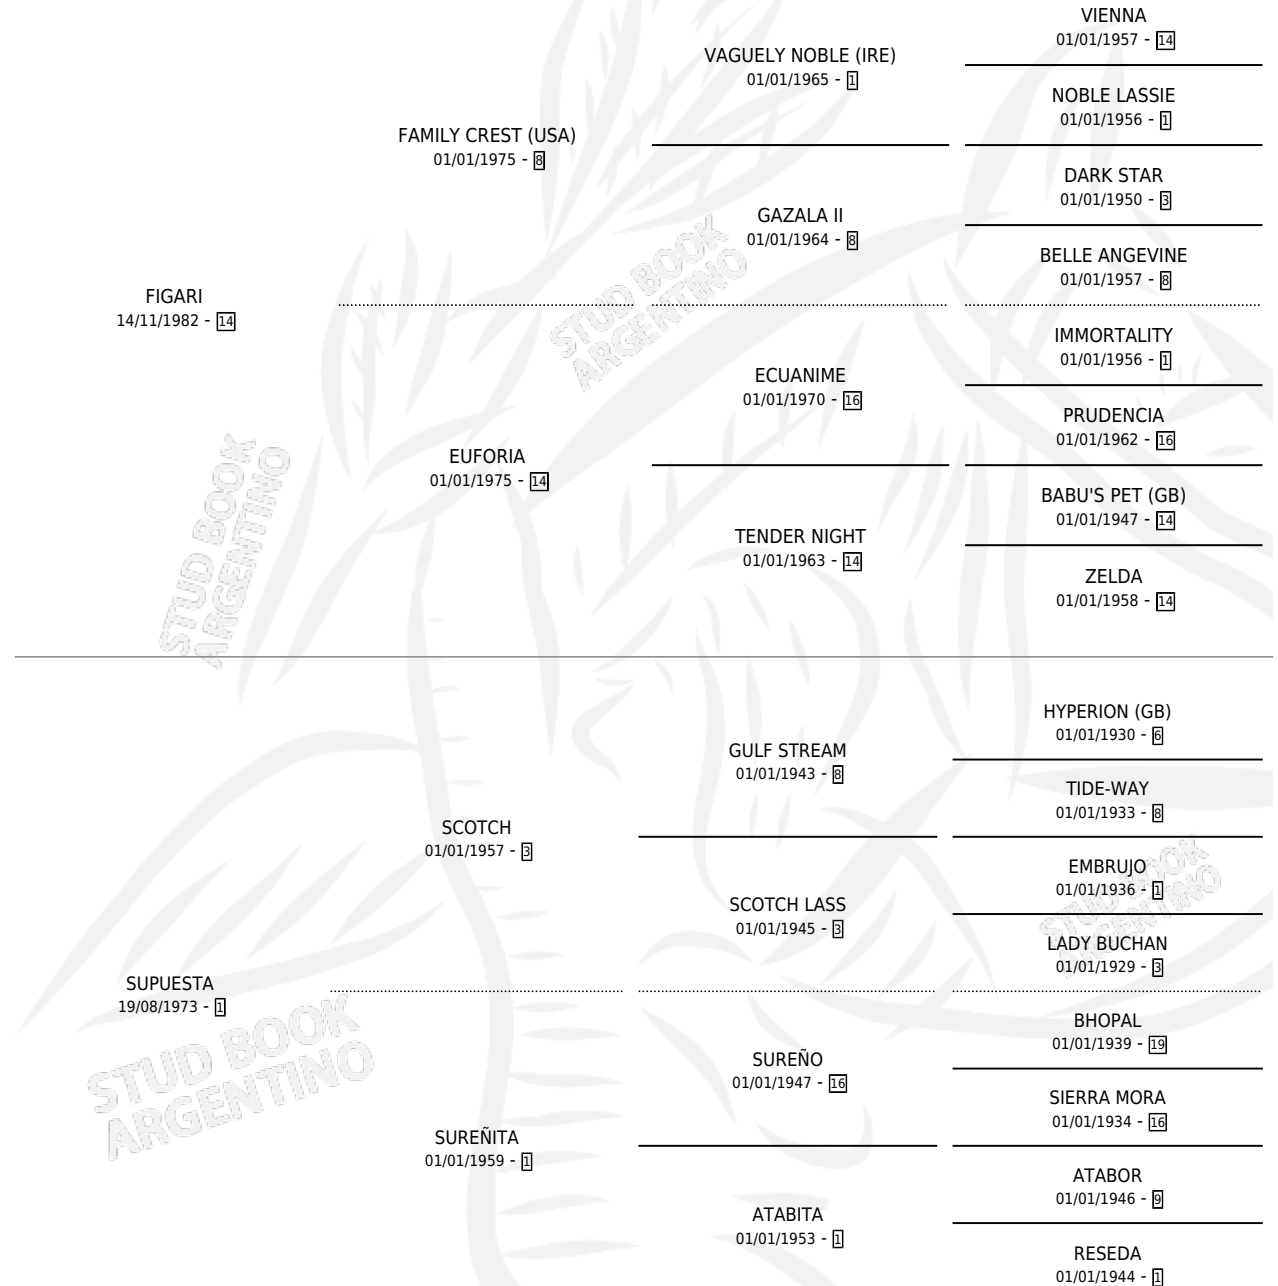 VIENNA
01/01/1957 - 14
VAGUELY NOBLE (IRE)
01/01/1965 - 1
NOBLE LASSIE
01/01/1956 - 1
FAMILY CREST (USA)
01/01/1975 - 8
DARK STAR
01/01/1950 - 3
GAZALA II
01/01/1964 - 8
BELLE ANGEVINE
01/01/1957 - 8
FIGARI
14/11/1982 - 14
IMMORTALITY
01/01/1956 - 1
ECUANIME
01/01/1970 - 16
PRUDENCIA
01/01/1962 - 16
EUFORIA
01/01/1975 - 14
BABU'S PET (GB)
01/01/1947 - 14
TENDER NIGHT
01/01/1963 - 14
ZELDA
01/01/1958 - 14
HYPERION (GB)
01/01/1930 - 6
GULF STREAM
01/01/1943 - 8
TIDE-WAY
01/01/1933 - 8
SCOTCH
01/01/1957 - 3
EMBRUJO
01/01/1936 - 1
SCOTCH LASS
01/01/1945 - 3
LADY BUCHAN
01/01/1929 - 3
SUPUESTA
19/08/1973 - 1
BHOPAL
01/01/1939 - 19
SUREÑO
01/01/1947 - 16
SIERRA MORA
01/01/1934 - 16
SUREÑITA
01/01/1959 - 1
ATABOR
01/01/1946 - 9
ATABITA
01/01/1953 - 1
RESEDA
01/01/1944 - 1
STUD BOOK
ARGENTINO
STUD BOOK
ARGENTINO
STUD BOOK
ARGENTINO
STUD BOOK
ARGENTINO